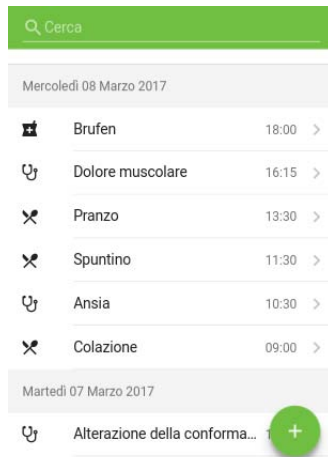 Cerca
Mercoledì 08 Marzo 2017
Brufen 18:00
Dolore muscolare 16:15
Pranzo 13:30
Spuntino 11:30
Ansia 10:30
Colazione 09:00
Martedì 07 Marzo 2017
Alterazione della conforma...